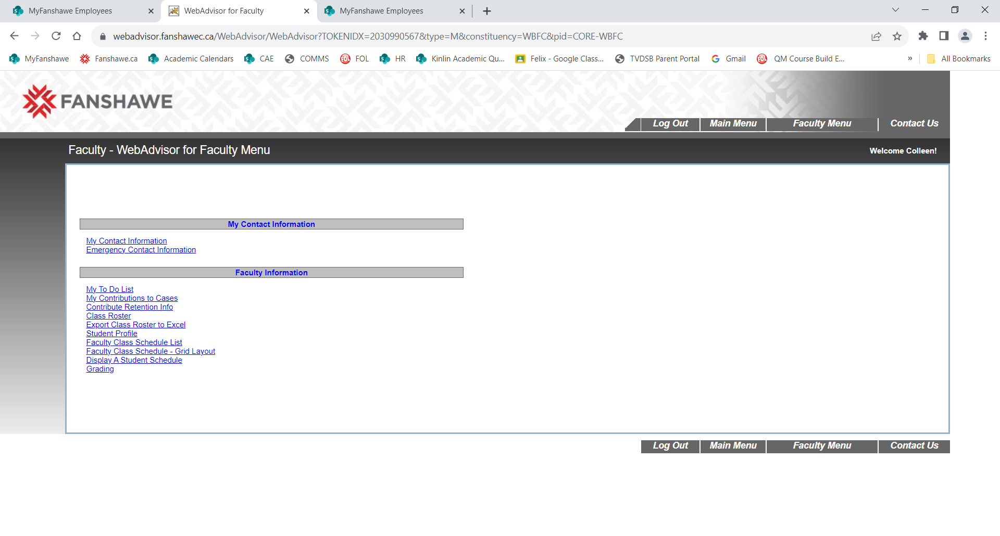 MyFanshawe Employees
WebAdvisor for Faculty
MyFanshawe Employees
webadvisor.fanshawec.ca/WebAdvisor/WebAdvisor?TOKENIDX=2030990567&type=M&constituency=WBFC&pid=CORE-WBFC
MyFanshawe Fanshawe.ca Academic Calendars CAE COMMS FOL HR Kinlin Academic Qu... Felix - Google Class... TVDSB Parent Portal Gmail QM Course Build E... » All Bookmarks
FANSHAWE
Log Out Main Menu Faculty Menu Contact Us
Faculty - WebAdvisor for Faculty Menu
Welcome Colleen!
My Contact Information
My Contact Information
Emergency Contact Information
Faculty Information
My To Do List
My Contributions to Cases
Contribute Retention Info
Class Roster
Export Class Roster to Excel
Student Profile
Faculty Class Schedule List
Faculty Class Schedule - Grid Layout
Display A Student Schedule
Grading
Log Out Main Menu Faculty Menu Contact Us